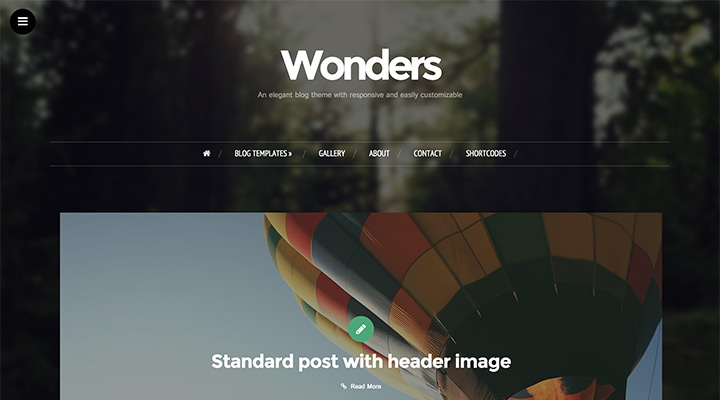 Wonders
An elegant blog theme with responsive and easily customizable
/ BLOG TEMPLATES » / GALLERY / ABOUT / CONTACT / SHORTCODES /
Standard post with header image
Read More